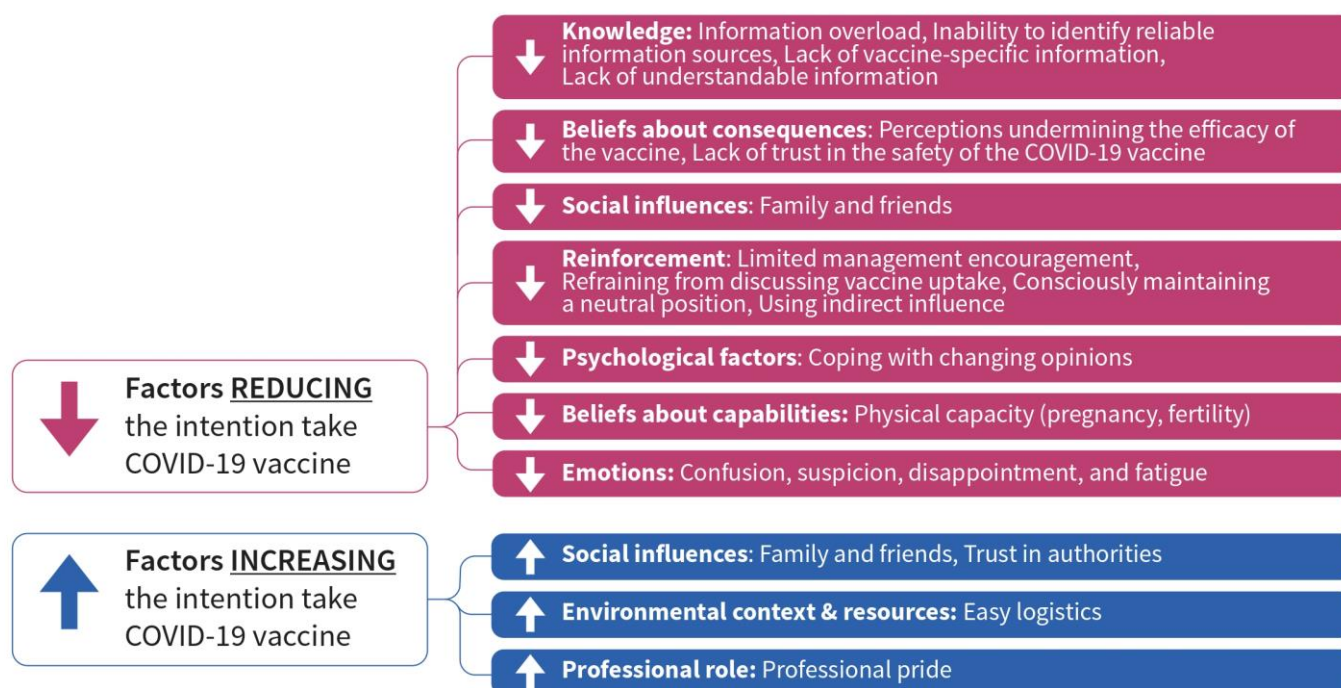 Knowledge: Information overload, Inability to identify reliable
information sources, Lack of vaccine-specific information,
Lack of understandable information
Beliefs about consequences: Perceptions undermining the efficacy of
the vaccine, Lack of trust in the safety of the COVID-19 vaccine
Social influences: Family and friends
Reinforcement: Limited management encouragement,
Refraining from discussing vaccine uptake, Consciously maintaining
a neutral position, Using indirect influence
Factors REDUCING
the intention take
COVID-19 vaccine
Psychological factors: Coping with changing opinions
Beliefs about capabilities: Physical capacity (pregnancy, fertility)
Emotions: Confusion, suspicion, disappointment, and fatigue
Factors INCREASING
the intention take
COVID-19 vaccine
Social influences: Family and friends, Trust in authorities
Environmental context & resources: Easy logistics
Professional role: Professional pride